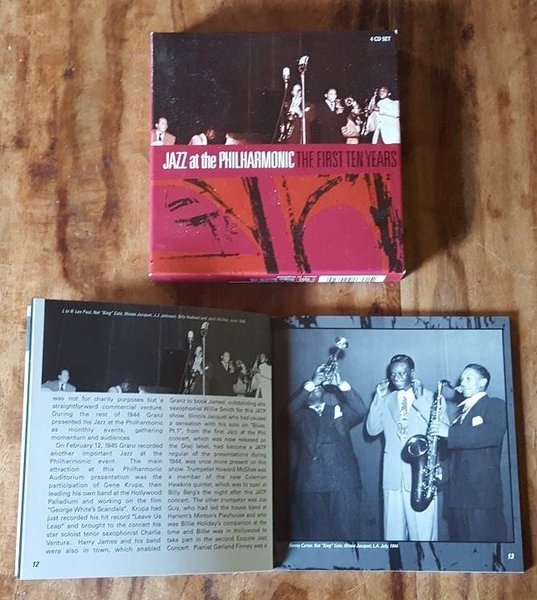 4 CD SET
JAZZ at the PHILHARMONIC THE FIRST TEN YEARS
L to R: Les Paul, Nat "King" Cole, Illinois Jacquet, J.J. Johnson,
was not for charity purposes but a
straightforward commercial venture.
During the rest of 1944 Granz
presented his Jazz at the Philharmonic
as monthly events, gathering
momentum and audiences.
On February 12, 1945 Granz recorded
another important Jazz at the
Philharmonic event. The main
attraction at this Philharmonic
Auditorium presentation was the
participation of Gene Krupa, then
leading his own band at the Hollywood
Palladium and working on the film
"George White's Scandals". Krupa had
just recorded his hit record "Leave Us
Leap" and brought to the concert his
star soloist tenor saxophonist Charlie
Ventura. Harry James and his band
were also in town, which enabled
12
Granz to book James' outstanding alto
saxophonist Willie Smith for this JATP
show. Illinois Jacquet who had caused
a sensation with his solo on "Blues,
Pt.1", from the first Jazz at the Phil
concert, which was now released on
the Disc label, had become a JATP
regular of the presentations during
1944, was once more present on this
show. Trumpeter Howard McGhee was
a member of the new Coleman
Hawkins quintet, which was to open at
Billy Berg's the night after this JATP
concert. The other trumpeter was Joe
Guy, who had led the house band at
Harlem's Minton's Playhouse and who
was Billie Holiday's companion at the
time and Billie was in Hollywood to
take part in the second Esquire Jazz
Concert. Pianist Garland Finney was a
Benny Carter, Nat "King" Cole, Illinois Jacquet, L.A. July, 1944
13